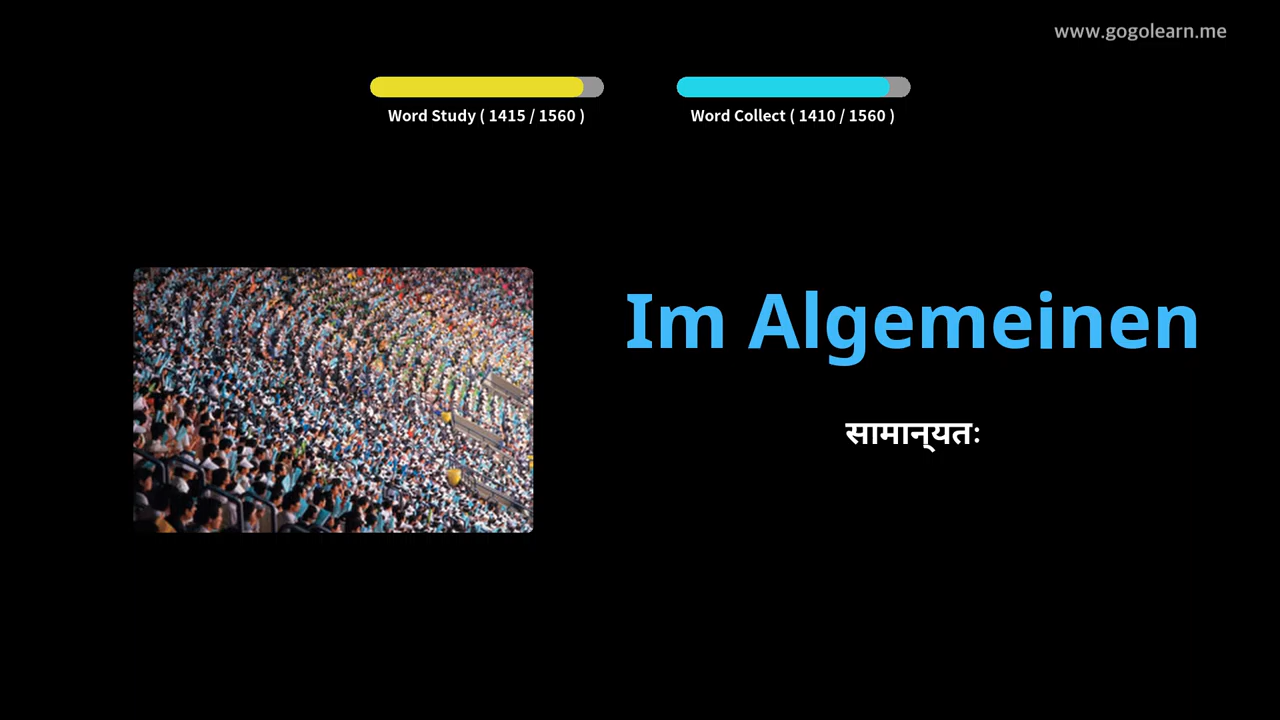 www.gogolearn.me
Word Study ( 1415 / 1560 )
Word Collect ( 1410 / 1560 )
Im Algemeinen
सामान्यतः